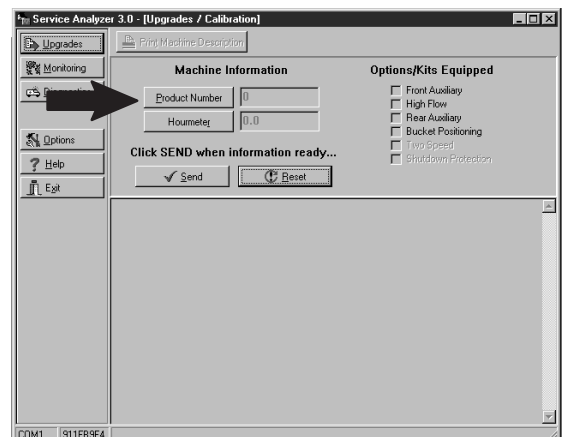 Service Analyzer 3.0 - [Upgrades / Calibration]
Upgrades
Print Machine Description
Monitoring
Machine Information
Options/Kits Equipped
Product Number
0
Front Auxiliary
High Flow
Hourmeter
0.0
Rear Auxiliary
Bucket Positioning
Options
Two Speed
Click SEND when information ready...
Shutdown Protection
? Help
Send
Reset
Exit
COM1
911FB9F4